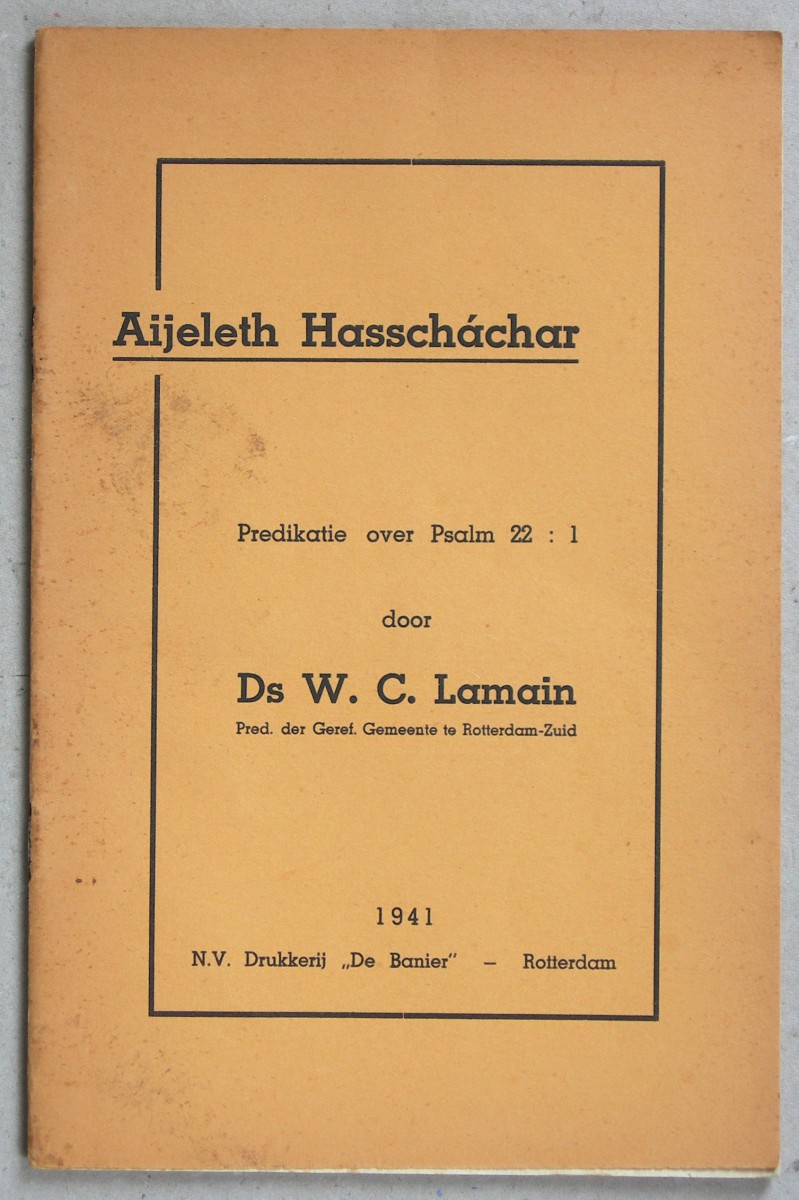 Aijeleth Hasscháchar
Predikatie over Psalm 22 : 1
door
Ds W. C. Lamain
Pred. der Geref. Gemeente te Rotterdam-Zuid
1941
N.V. Drukkerij „De Banier" – Rotterdam